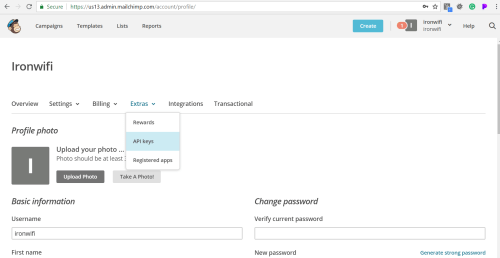 Secure https://us13.admin.mailchimp.com/account/profile/
Campaigns Templates Lists Reports Create 1 I Ironwifi Help
ironwifi
Ironwifi
Overview Settings Billing Extras Integrations Transactional
Rewards
API keys
Registered apps
Profile photo
I
Upload your photo ...
Photo should be at least
Upload Photo Take A Photo!
Basic information Change password
Username Verify current password
ironwifi
First name New password Generate strong password